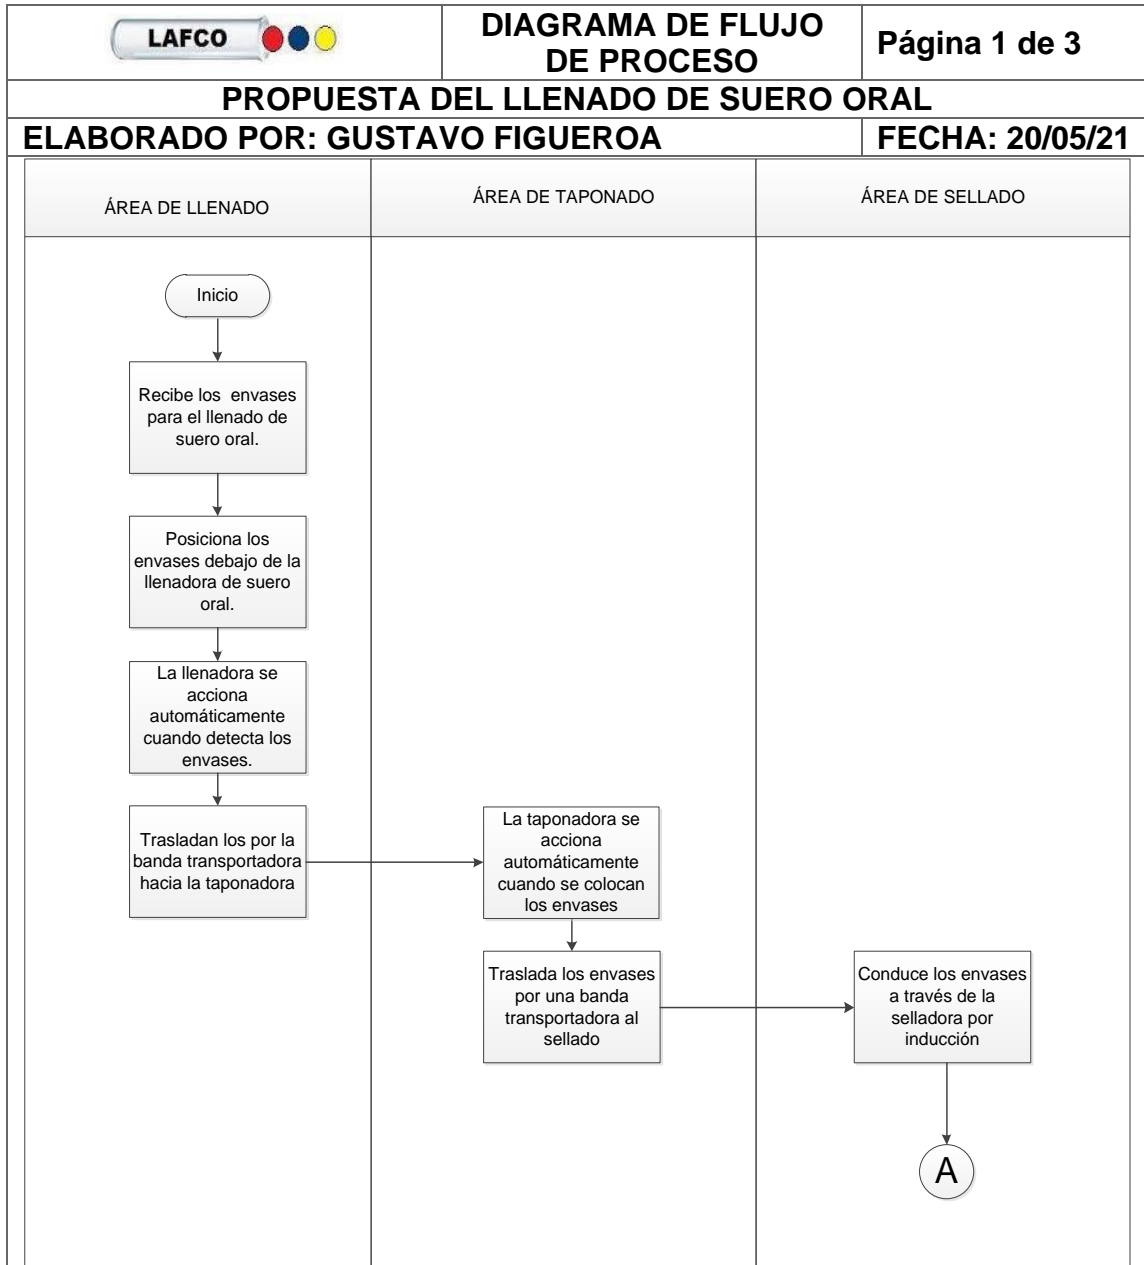 LAFCO
DIAGRAMA DE FLUJO
DE PROCESO
Página 1 de 3
PROPUESTA DEL LLENADO DE SUERO ORAL
ELABORADO POR: GUSTAVO FIGUEROA
FECHA: 20/05/21
ÁREA DE LLENADO
ÁREA DE TAPONADO
ÁREA DE SELLADO
Inicio
Recibe los  envases
para el llenado de
suero oral.
Posiciona los
envases debajo de la
llenadora de suero
oral.
La llenadora se
acciona
automáticamente
cuando detecta los
envases.
Trasladan los por la
banda transportadora
hacia la taponadora
La taponadora se
acciona
automáticamente
cuando se colocan
los envases
Traslada los envases
por una banda
transportadora al
sellado
Conduce los envases
a través de la
selladora por
inducción
A